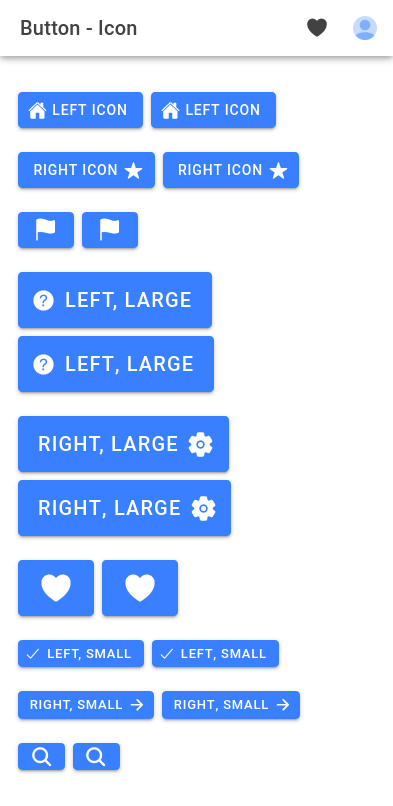 Button - Icon
LEFT ICON LEFT ICON
RIGHT ICON RIGHT ICON
LEFT, LARGE
LEFT, LARGE
RIGHT, LARGE
RIGHT, LARGE
LEFT, SMALL LEFT, SMALL
RIGHT, SMALL RIGHT, SMALL